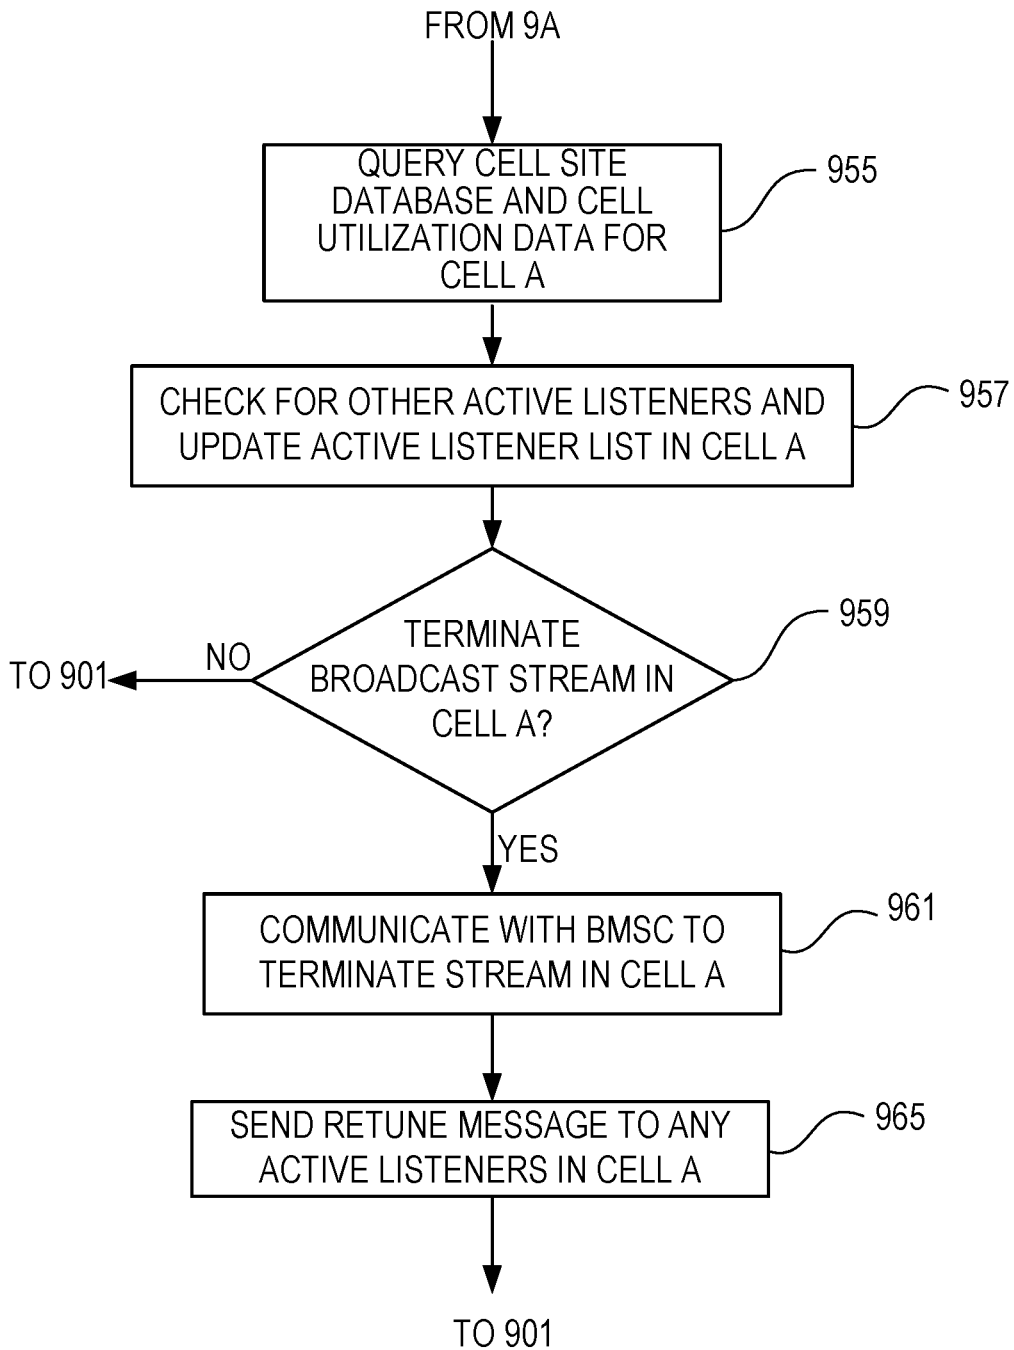 FROM 9A
QUERY CELL SITE
DATABASE AND CELL
UTILIZATION DATA FOR
CELL A
955
CHECK FOR OTHER ACTIVE LISTENERS AND
UPDATE ACTIVE LISTENER LIST IN CELL A
957
TERMINATE
BROADCAST STREAM IN
CELL A?
959
NO
TO 901
YES
COMMUNICATE WITH BMSC TO
TERMINATE STREAM IN CELL A
961
SEND RETUNE MESSAGE TO ANY
ACTIVE LISTENERS IN CELL A
965
TO 901